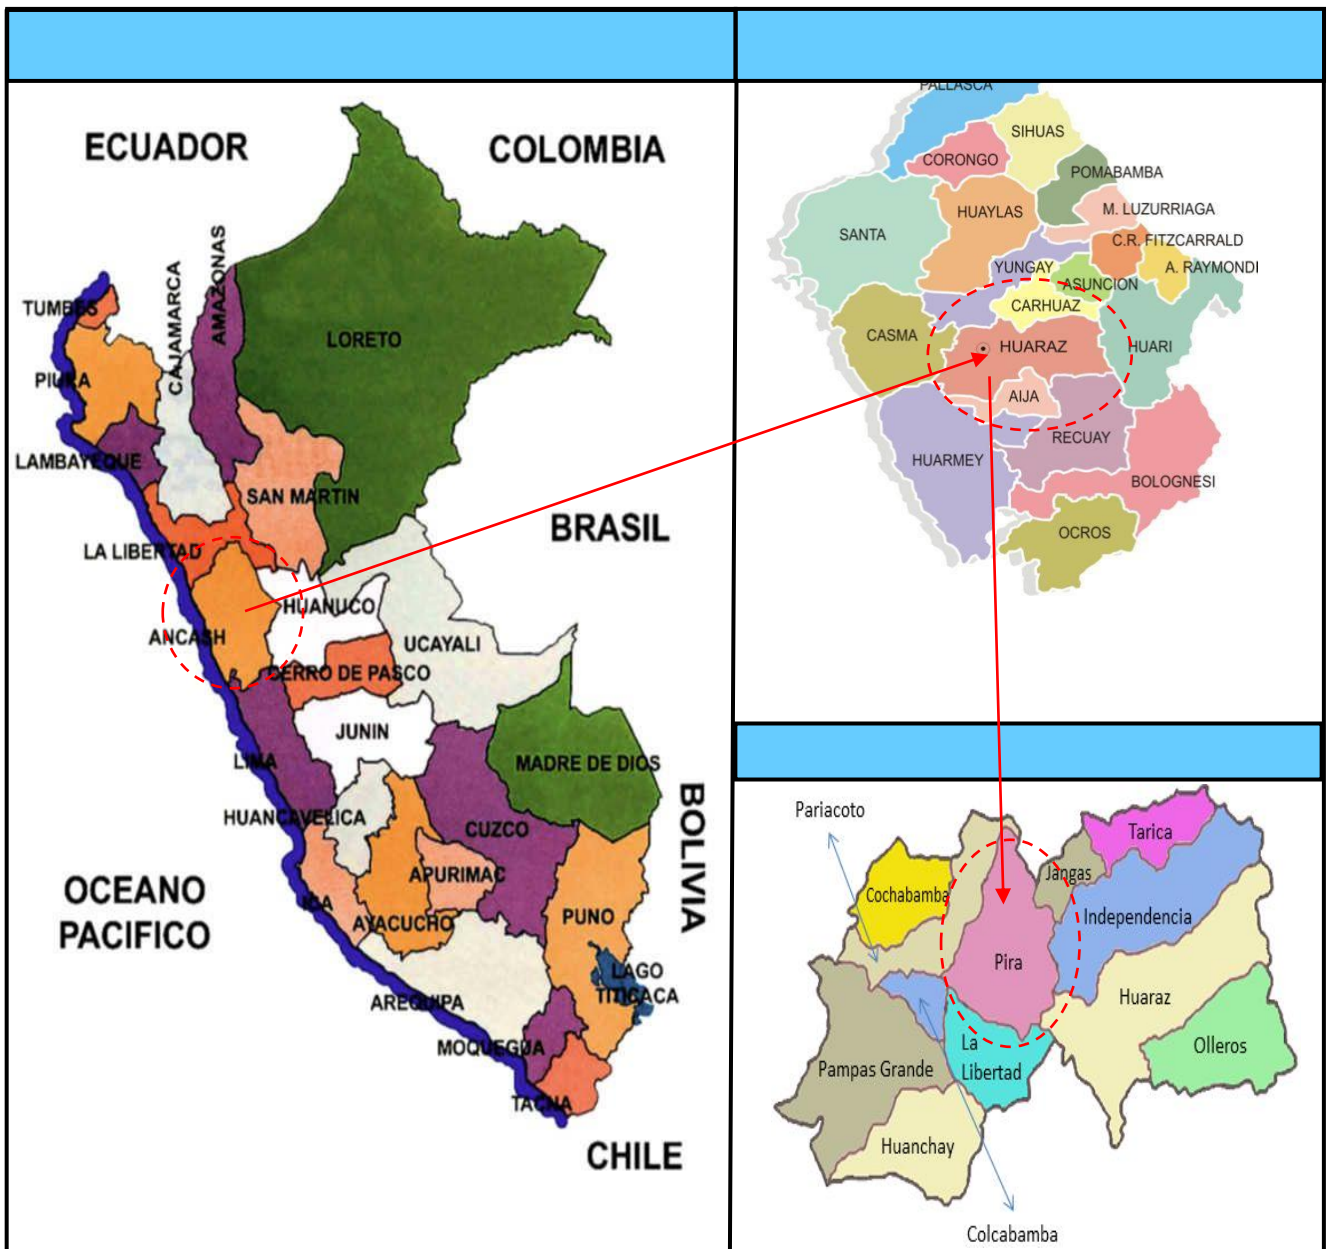 ECUADOR
COLOMBIA
AMAZONAS
CAJAMARCA
TUMBES
LORETO
PIURA
LAMBAYEQUE
SAN MARTIN
BRASIL
LA LIBERTAD
HUANUCO
ANCASH
UCAYALI
CERRO DE PASCO
JUNIN
LIMA
MADRE DE DIOS
HUANCAVELICA
CUZCO
BOLIVIA
APURIMAC
OCEANO
PACIFICO
ICA
AYACUCHO
PUNO
LAGO
TITICACA
AREQUIPA
MOQUEGUA
TACNA
CHILE
PALLASCA
SIHUAS
CORONGO
POMABAMBA
HUAYLAS
M. LUZURRIAGA
SANTA
C.R. FITZCARRALD
YUNGAY
A. RAYMONDI
ASUNCION
CARHUAZ
CASMA
HUARAZ
HUARI
AIJA
RECUAY
HUARMEY
BOLOGNESI
OCROS
Pariacoto
Tarica
Jangas
Cochabamba
Independencia
Pira
Huaraz
La
Libertad
Olleros
Pampas Grande
Huanchay
Colcabamba